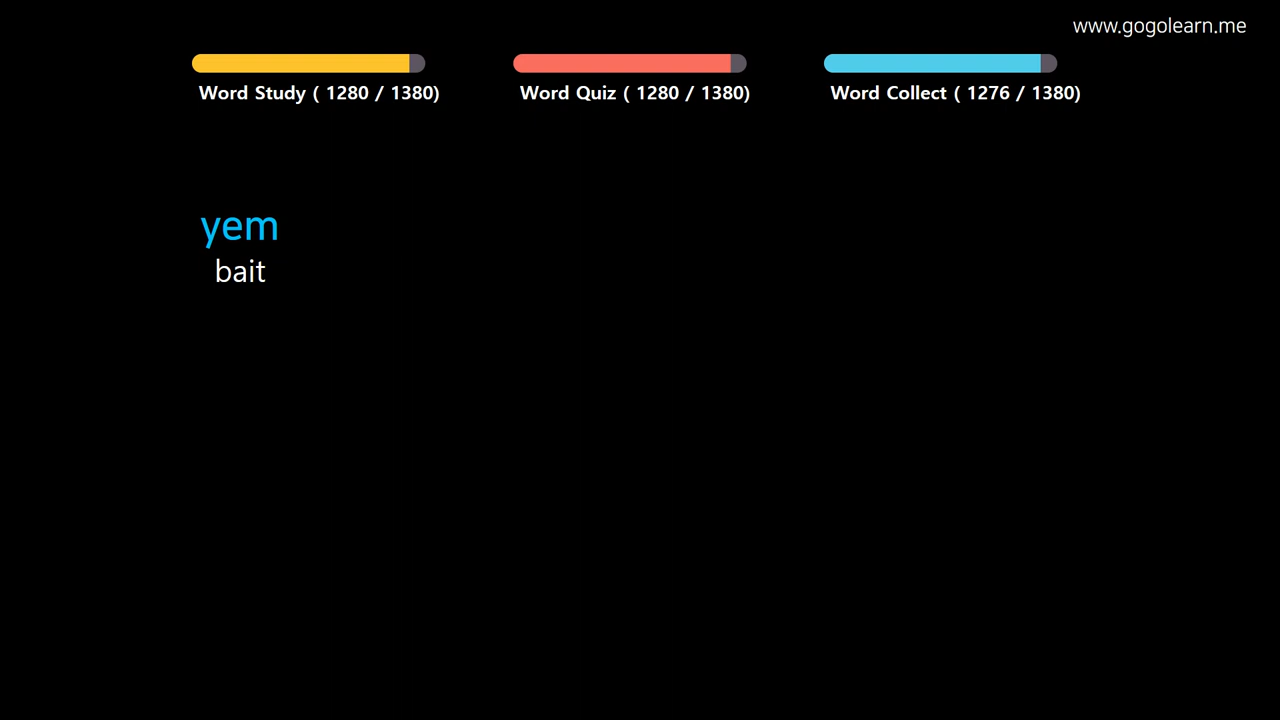 www.gogolearn.me
Word Study ( 1280 / 1380)
Word Quiz ( 1280 / 1380)
Word Collect ( 1276 / 1380)
yem
bait